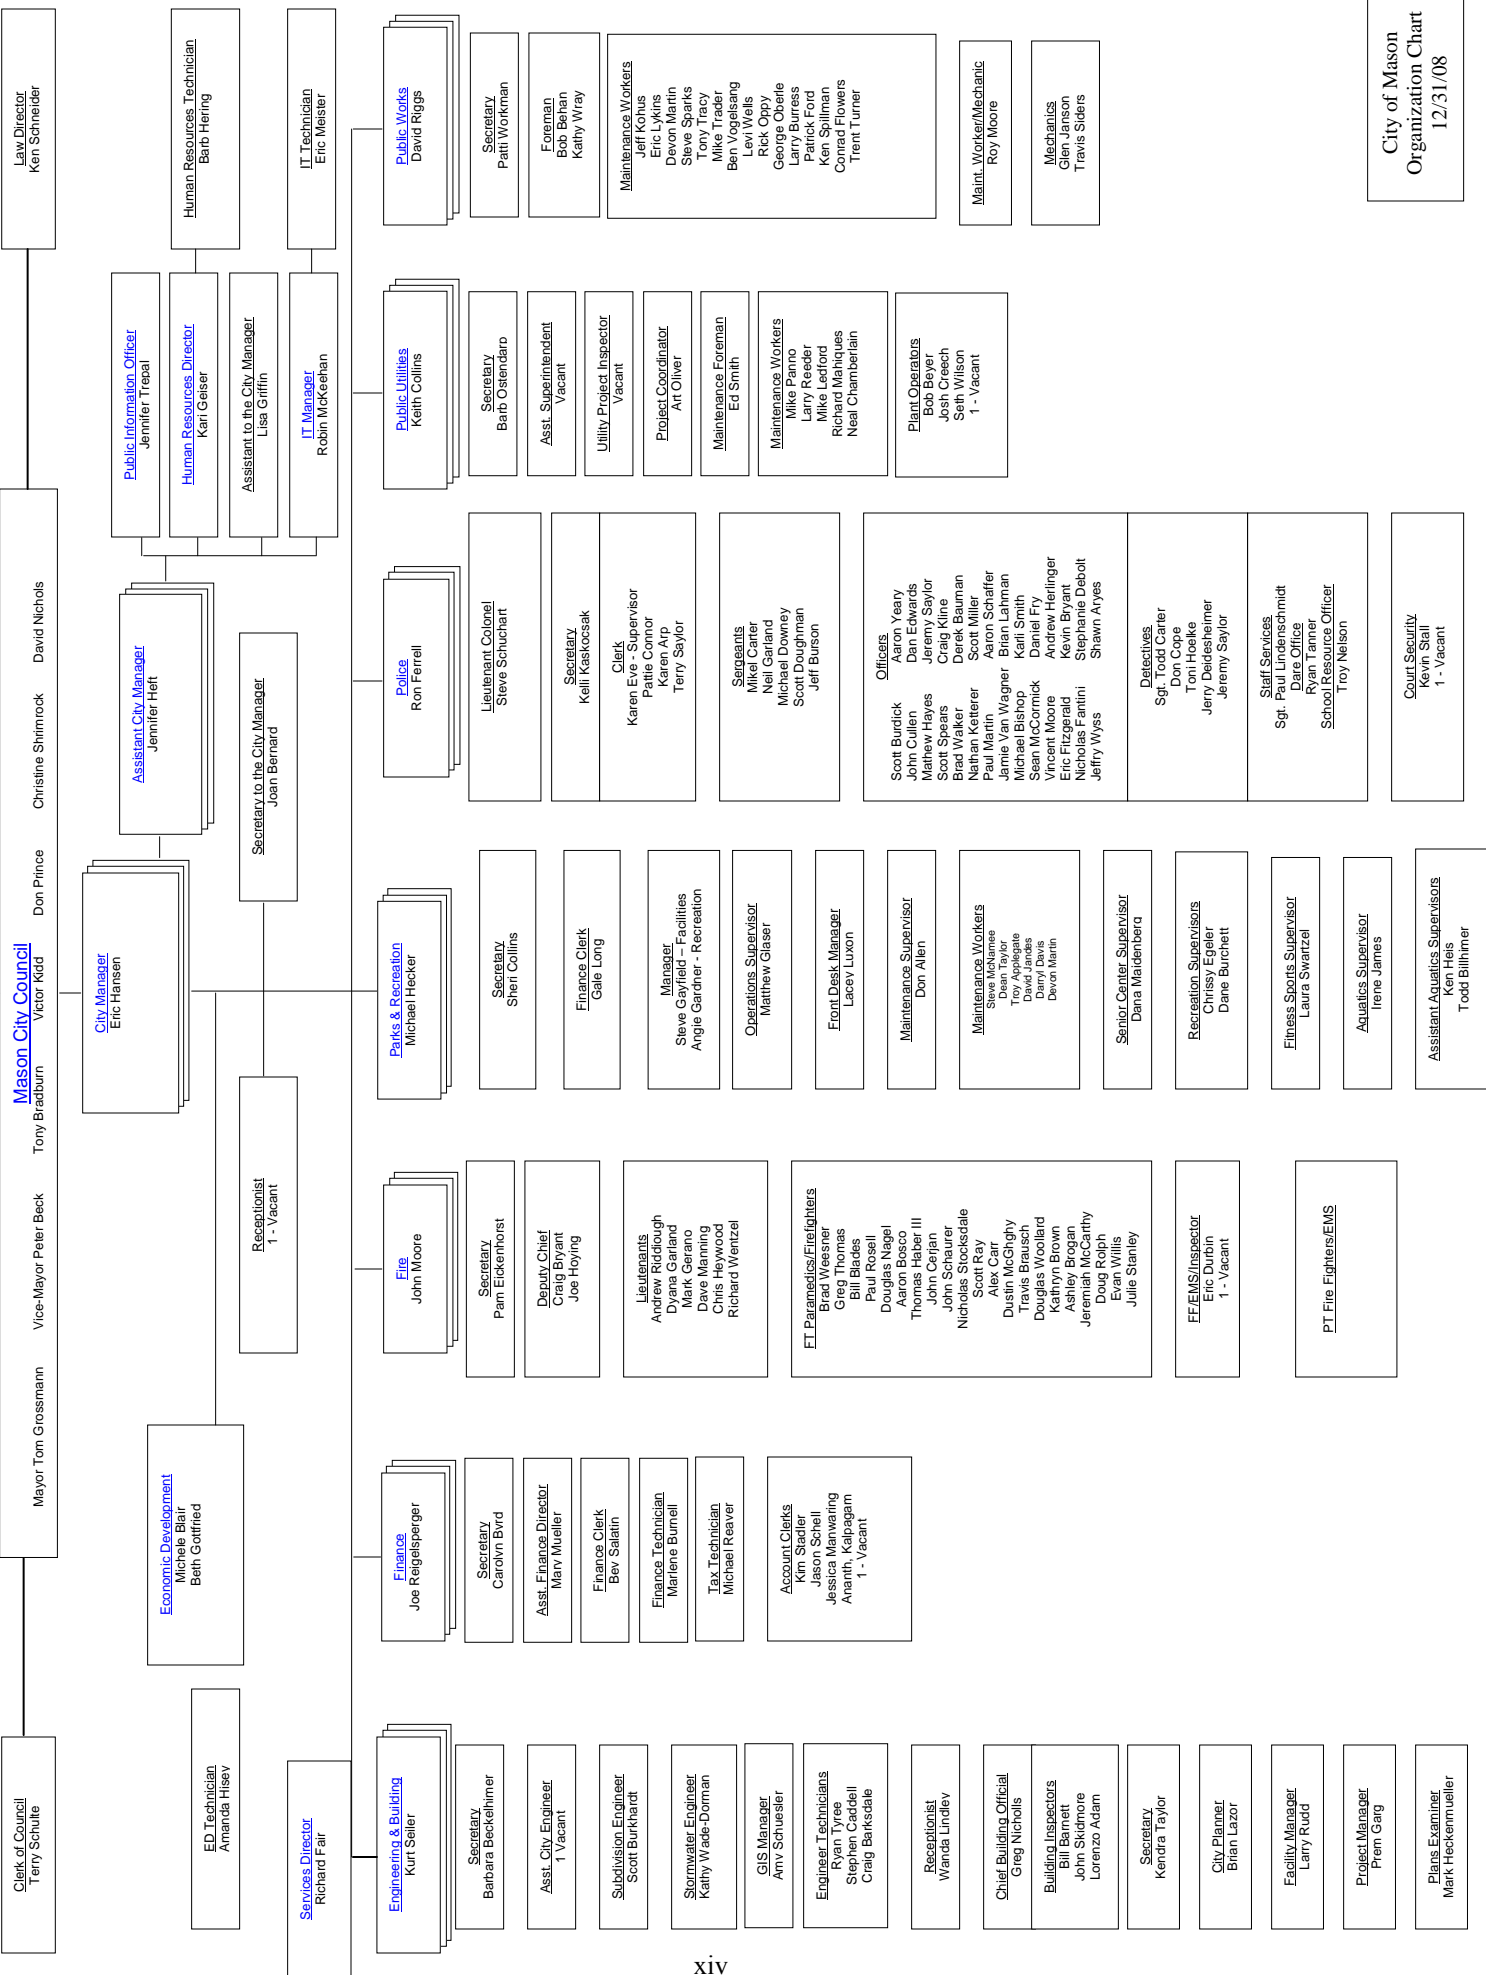 Mason City Council
Mayor Tom Grossmann Vice-Mayor Peter Beck Tony Bradburn Victor Kidd Don Prince Christine Shrimrock David Nichols
Clerk of Council
Terry Schulte
Law Director
Ken Schneider
City Manager
Eric Hansen
Assistant City Manager
Jennifer Heft
Public Information Officer
Jennifer Trepal
Human Resources Director
Kari Geiser
Human Resources Technician
Barb Hering
Assistant to the City Manager
Lisa Griffin
IT Manager
Robin McKeehan
IT Technician
Eric Meister
Economic Development
Michele Blair
Beth Gottfried
ED Technician
Amanda Hisey
Receptionist
1 - Vacant
Secretary to the City Manager
Joan Bernard
Services Director
Richard Fair
Engineering & Building
Kurt Seiler
Secretary
Barbara Beckelhimer
Asst. City Engineer
1 Vacant
Subdivision Engineer
Scott Burkhardt
Stormwater Engineer
Kathy Wade-Dorman
GIS Manager
Amy Schuesler
Engineer Technicians
Ryan Tyree
Stephen Caddell
Craig Barksdale
Receptionist
Wanda Lindley
Chief Building Official
Greg Nicholls
Building Inspectors
Bill Barnett
John Skidmore
Lorenzo Adam
Secretary
Kendra Taylor
City Planner
Brian Lazor
Facility Manager
Larry Rudd
Project Manager
Prem Garg
Plans Examiner
Mark Heckenmueller
Finance
Joe Reigelsperger
Secretary
Carolyn Byrd
Asst. Finance Director
Mary Mueller
Finance Clerk
Bev Salatin
Finance Technician
Marlene Burnell
Tax Technician
Michael Reaver
Account Clerks
Kim Stadler
Jason Schell
Jessica Manwaring
Ananth, Kalpagam
1 - Vacant
Fire
John Moore
Secretary
Pam Eickenhorst
Deputy Chief
Craig Bryant
Joe Hoying
Lieutenants
Andrew Riddiough
Dyana Garland
Mark Gerano
Dave Manning
Chris Heywood
Richard Wentzel
FT Paramedics/Firefighters
Brad Weesner
Greg Thomas
Bill Blades
Paul Rosell
Douglas Nagel
Aaron Bosco
Thomas Haber III
John Cerjan
John Schaurer
Nicholas Stocksdale
Scott Ray
Alex Carr
Dustin McGhghy
Travis Brausch
Douglas Woollard
Kathryn Brown
Ashley Brogan
Jeremiah McCarthy
Doug Rolph
Evan Willis
Julie Stanley
FF/EMS/Inspector
Eric Durbin
1 - Vacant
PT Fire Fighters/EMS
Parks & Recreation
Michael Hecker
Secretary
Sheri Collins
Finance Clerk
Gale Long
Manager
Steve Gayfield – Facilities
Angie Gardner - Recreation
Operations Supervisor
Matthew Glaser
Front Desk Manager
Lacey Luxon
Maintenance Supervisor
Don Allen
Maintenance Workers
Steve McNamee
Dean Taylor
Troy Applegate
David Jandes
Darryl Davis
Devon Martin
Senior Center Supervisor
Dana Maidenberg
Recreation Supervisors
Chrissy Egeler
Dane Burchett
Fitness Sports Supervisor
Laura Swartzel
Aquatics Supervisor
Irene James
Assistant Aquatics Supervisors
Ken Heis
Todd Billhimer
Police
Ron Ferrell
Lieutenant Colonel
Steve Schuchart
Secretary
Kelli Kaskocsak
Clerk
Karen Eve - Supervisor
Pattie Connor
Karen Arp
Terry Saylor
Sergeants
Mikel Carter
Neil Garland
Michael Downey
Scott Doughman
Jeff Burson
Officers
Scott Burdick Aaron Yeary
John Cullen Dan Edwards
Mathew Hayes Jeremy Saylor
Scott Spears Craig Kline
Brad Walker Derek Bauman
Nathan Ketterer Scott Miller
Paul Martin Aaron Schaffer
Jamie Van Wagner Brian Lahman
Michael Bishop Karli Smith
Sean McCormick Daniel Fry
Vincent Moore Andrew Herlinger
Eric Fitzgerald Kevin Bryant
Nicholas Fantini Stephanie Debolt
Jeffry Wyss Shawn Aryes
Detectives
Sgt. Todd Carter
Don Cope
Toni Hoelke
Jerry Deidesheimer
Jeremy Saylor
Staff Services
Sgt. Paul Lindenschmidt
Dare Office
Ryan Tanner
School Resource Officer
Troy Nelson
Court Security
Kevin Stall
1 - Vacant
Public Utilities
Keith Collins
Secretary
Barb Ostendarp
Asst. Superintendent
Vacant
Utility Project Inspector
Vacant
Project Coordinator
Art Oliver
Maintenance Foreman
Ed Smith
Maintenance Workers
Mike Panno
Larry Reeder
Mike Ledford
Richard Mahiques
Neal Chamberlain
Plant Operators
Bob Beyer
Josh Creech
Seth Wilson
1 - Vacant
Public Works
David Riggs
Secretary
Patti Workman
Foreman
Bob Behan
Kathy Wray
Maintenance Workers
Jeff Kohus
Eric Lykins
Devon Martin
Steve Sparks
Tony Tracy
Mike Trader
Ben Vogelsang
Levi Wells
Rick Oppy
George Oberle
Larry Burress
Patrick Ford
Ken Spillman
Conrad Flowers
Trent Turner
Maint. Worker/Mechanic
Roy Moore
Mechanics
Glen Janson
Travis Siders
City of Mason
Organization Chart
12/31/08
xiv